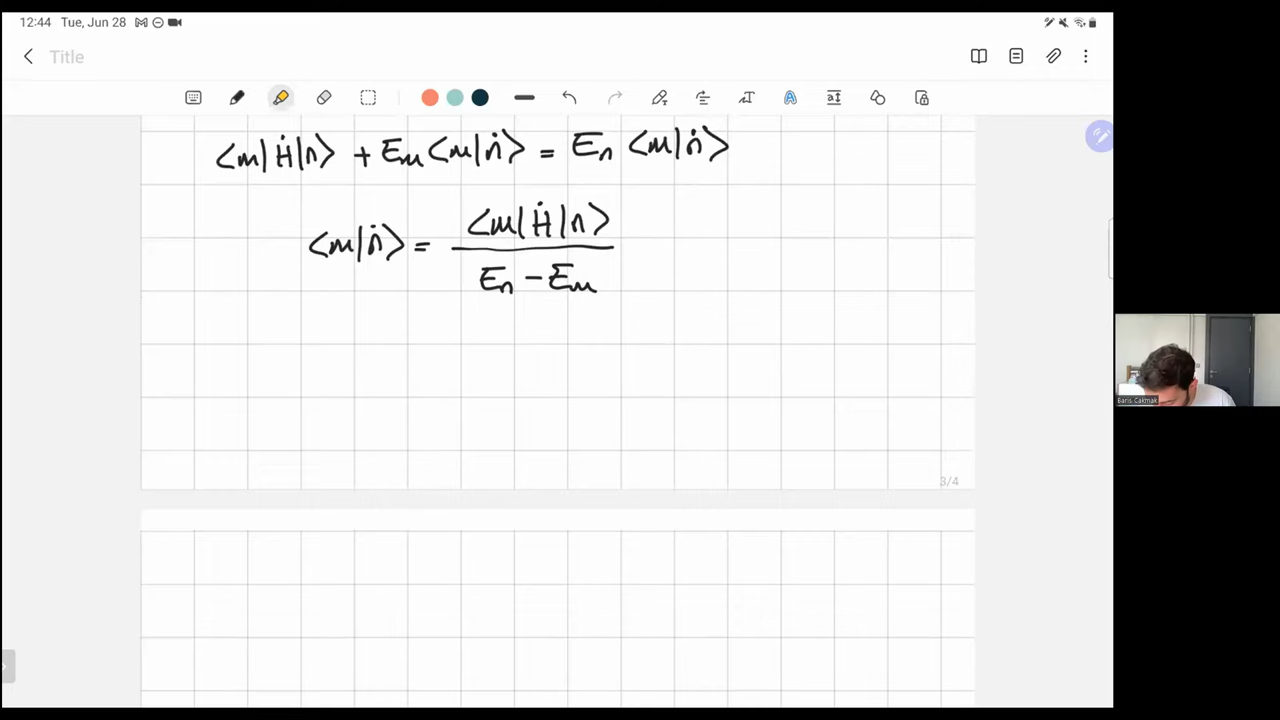 12:44 Tue, Jun 28
Title
⟨m|Ḣ|n⟩ + Em⟨m|ṅ⟩ = En ⟨m|ṅ⟩
⟨m|ṅ⟩ = ⟨m|Ḣ|n⟩
En − Em
3/4
Baris Cakmak